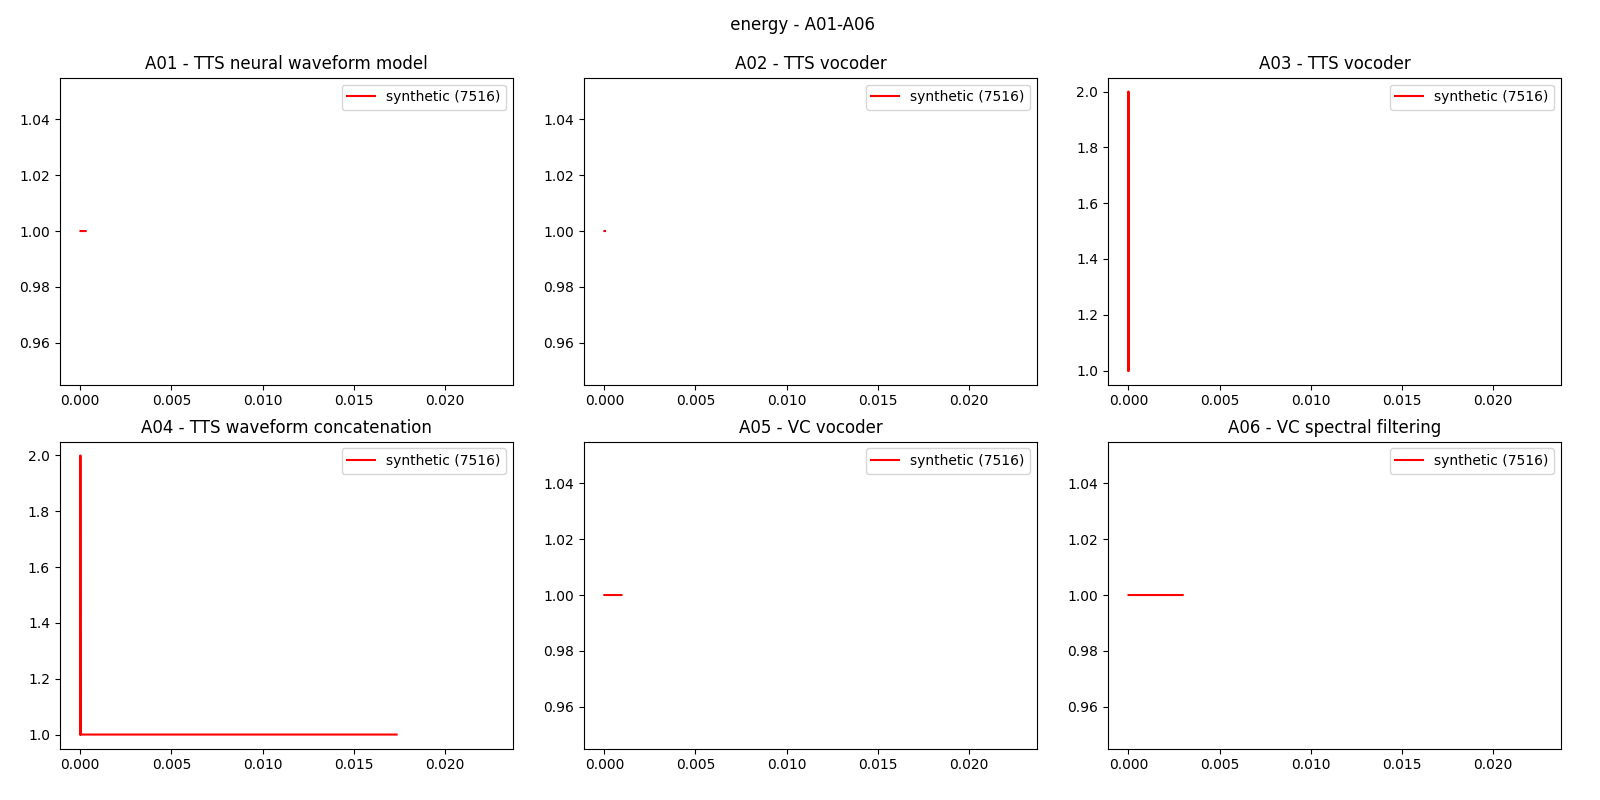 energy - A01-A06
A01 - TTS neural waveform model
A02 - TTS vocoder
A03 - TTS vocoder
synthetic (7516)
synthetic (7516)
synthetic (7516)
1.04
1.02
1.00
0.98
0.96
0.000 0.005 0.010 0.015 0.020
1.04
1.02
1.00
0.98
0.96
0.000 0.005 0.010 0.015 0.020
2.0
1.8
1.6
1.4
1.2
1.0
0.000 0.005 0.010 0.015 0.020
A04 - TTS waveform concatenation
A05 - VC vocoder
A06 - VC spectral filtering
synthetic (7516)
synthetic (7516)
synthetic (7516)
2.0
1.8
1.6
1.4
1.2
1.0
0.000 0.005 0.010 0.015 0.020
1.04
1.02
1.00
0.98
0.96
0.000 0.005 0.010 0.015 0.020
1.04
1.02
1.00
0.98
0.96
0.000 0.005 0.010 0.015 0.020